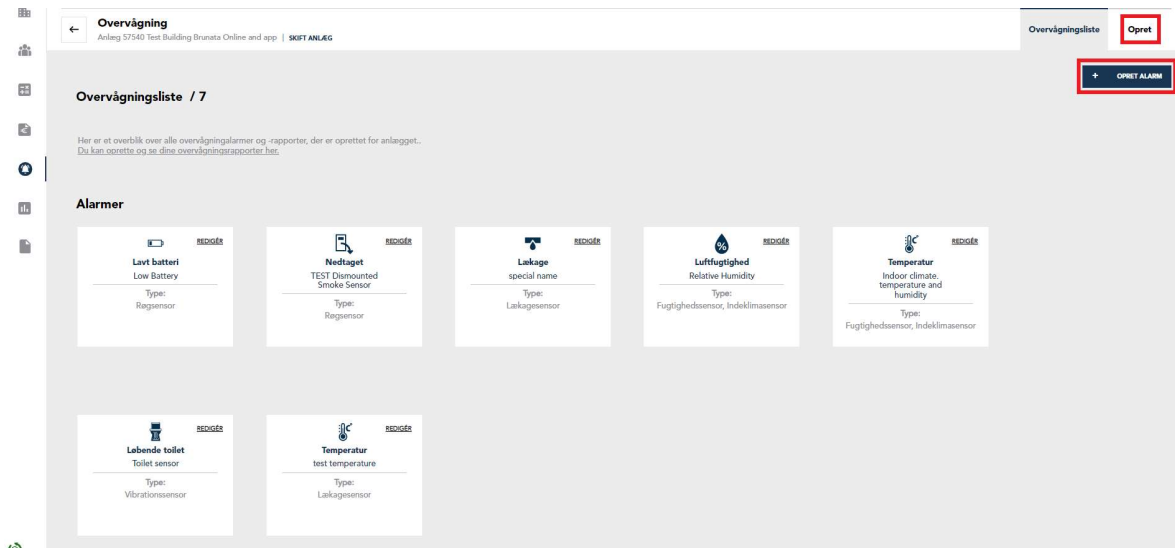 Overvågning
Anlæg 57540 Test Building Brunata Online and app | SKIFT ANLÆG
Overvågningsliste
Opret
+ OPRET ALARM
Overvågningsliste / 7
Her er et overblik over alle overvågningalarmer og -rapporter, der er oprettet for anlægget..
Du kan oprette og se dine overvågningsrapporter her.
Alarmer
REDIGÉR
Lavt batteri
Low Battery
Type:
Røgsensor
REDIGÉR
Nedtaget
TEST Dismounted
Smoke Sensor
Type:
Røgsensor
REDIGÉR
Lækage
special name
Type:
Lækagesensor
%
REDIGÉR
Luftfugtighed
Relative Humidity
Type:
Fugtighedssensor, Indeklimasensor
REDIGÉR
Temperatur
Indoor climate.
temperature and
humidity
Type:
Fugtighedssensor, Indeklimasensor
REDIGÉR
Løbende toilet
Toilet sensor
Type:
Vibrationssensor
REDIGÉR
Temperatur
test temperature
Type:
Lækagesensor